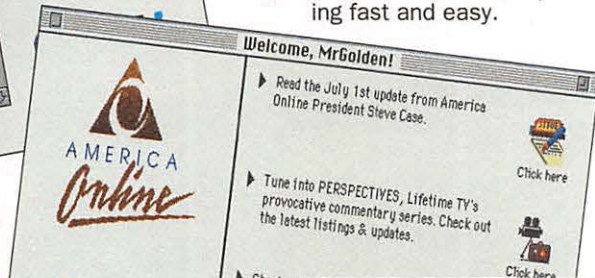 ing fast and easy.
Welcome, MrGolden!
AMERICA
Online
Read the July 1st update from America
Online President Steve Case.
Click here
Tune into PERSPECTIVES, Lifetime TV's
provocative commentary series. Check out
the latest listings & updates.
Click here